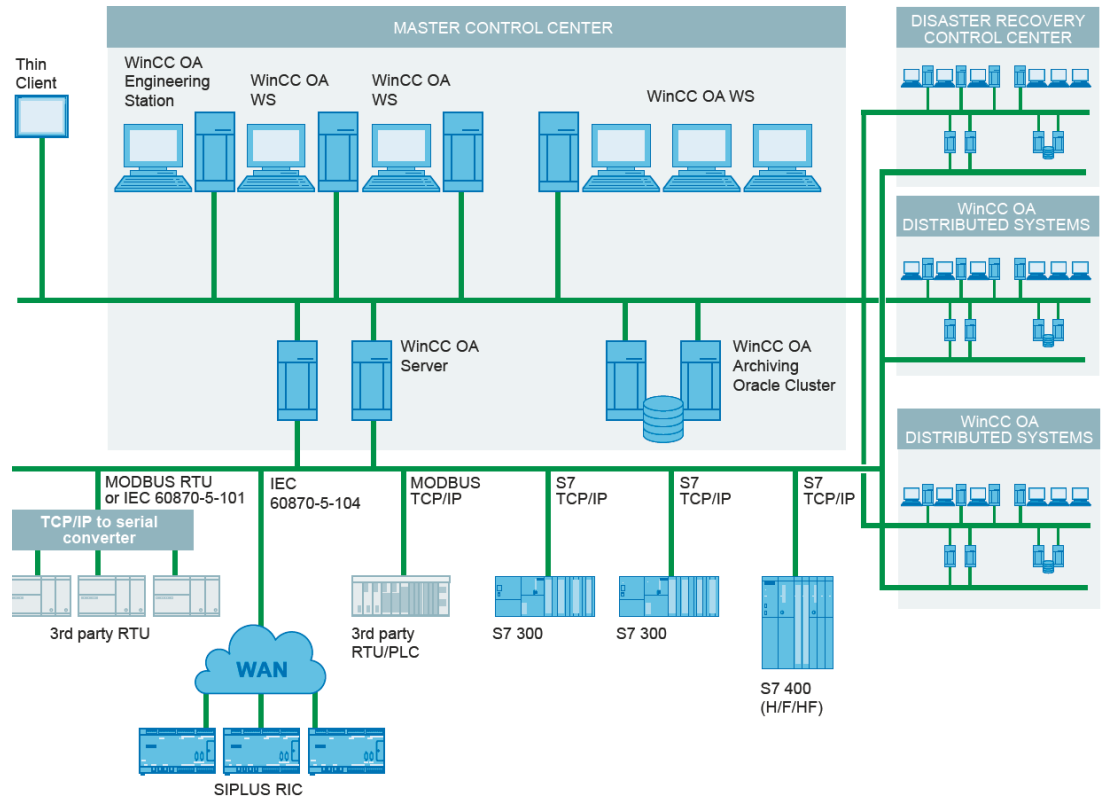 MASTER CONTROL CENTER
DISASTER RECOVERY
CONTROL CENTER
Thin
Client
WinCC OA
Engineering
Station
WinCC OA
WS
WinCC OA
WS
WinCC OA WS
WinCC OA
DISTRIBUTED SYSTEMS
WinCC OA
Server
WinCC OA
Archiving
Oracle Cluster
WinCC OA
DISTRIBUTED SYSTEMS
MODBUS RTU
or IEC 60870-5-101
IEC
60870-5-104
MODBUS
TCP/IP
S7
TCP/IP
S7
TCP/IP
S7
TCP/IP
TCP/IP to serial
converter
3rd party RTU
3rd party
RTU/PLC
S7 300
S7 300
S7 400
(H/F/HF)
WAN
SIPLUS RIC